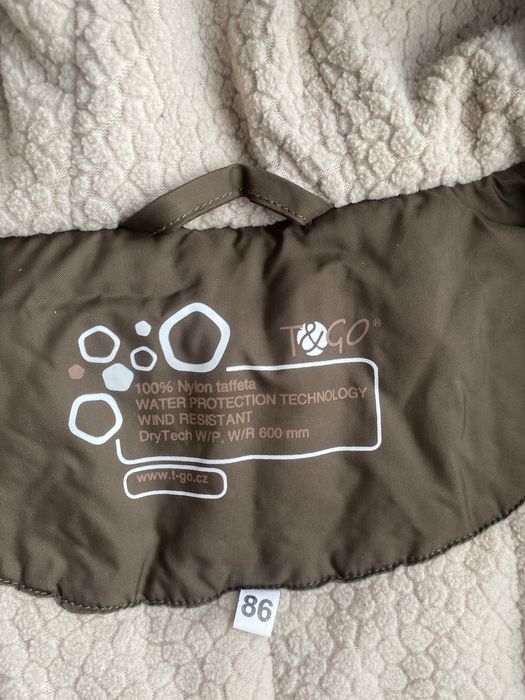 T&GO®
100% Nylon taffeta
WATER PROTECTION TECHNOLOGY
WIND RESISTANT
DryTech W/P, W/R 600 mm
www.t-go.cz
86